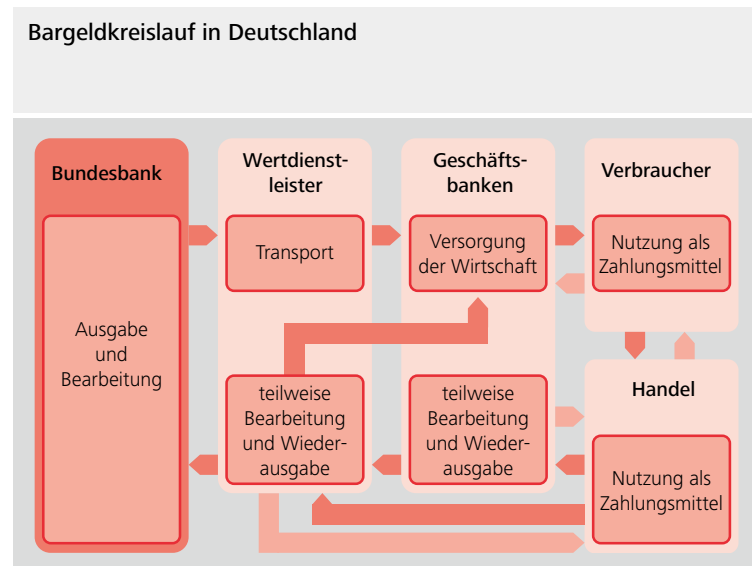 Bargeldkreislauf in Deutschland
Bundesbank
Ausgabe
und
Bearbeitung
Wertdienst-
leister
Transport
teilweise
Bearbeitung
und Wieder-
ausgabe
Geschäfts-
banken
Versorgung
der Wirtschaft
teilweise
Bearbeitung
und Wieder-
ausgabe
Verbraucher
Nutzung als
Zahlungsmittel
Handel
Nutzung als
Zahlungsmittel